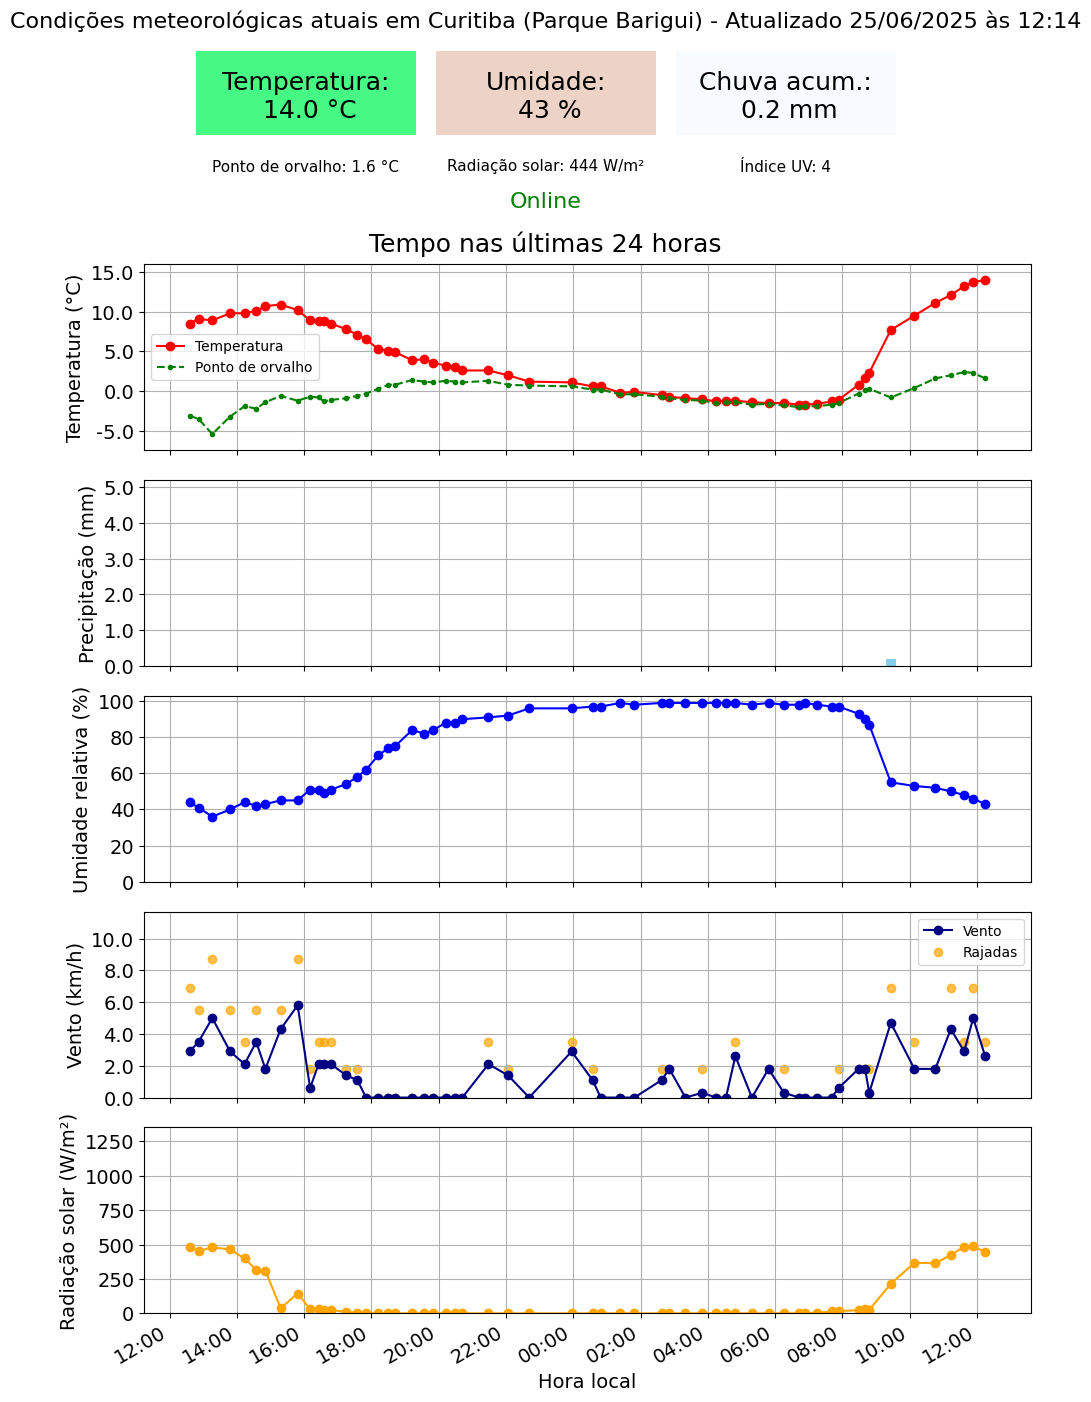 Condições meteorológicas atuais em Curitiba (Parque Barigui) - Atualizado 25/06/2025 às 12:14
Temperatura:
14.0 °C
Umidade:
43 %
Chuva acum.:
0.2 mm
Ponto de orvalho: 1.6 °C
Radiação solar: 444 W/m²
Índice UV: 4
Online
Tempo nas últimas 24 horas
Temperatura (°C)
15.0
10.0
5.0
0.0
-5.0
Temperatura
Ponto de orvalho
Precipitação (mm)
5.0
4.0
3.0
2.0
1.0
0.0
Umidade relativa (%)
100
80
60
40
20
0
Vento (km/h)
10.0
8.0
6.0
4.0
2.0
0.0
Vento
Rajadas
Radiação solar (W/m²)
1250
1000
750
500
250
0
12:00
14:00
16:00
18:00
20:00
22:00
00:00
02:00
04:00
06:00
08:00
10:00
12:00
Hora local